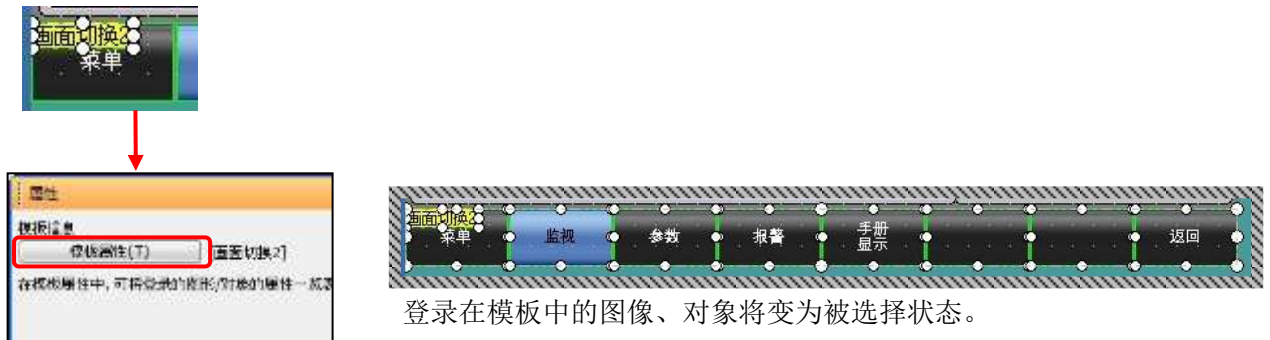 画面切换2
菜单
属性
模板信息
模板属性(T)
[画面切换2]
在模板属性中，可将登录的图形/对象的属性一览表
画面切换2
菜单
监视
参数
报警
手册
显示
返回
登录在模板中的图像、对象将变为被选择状态。